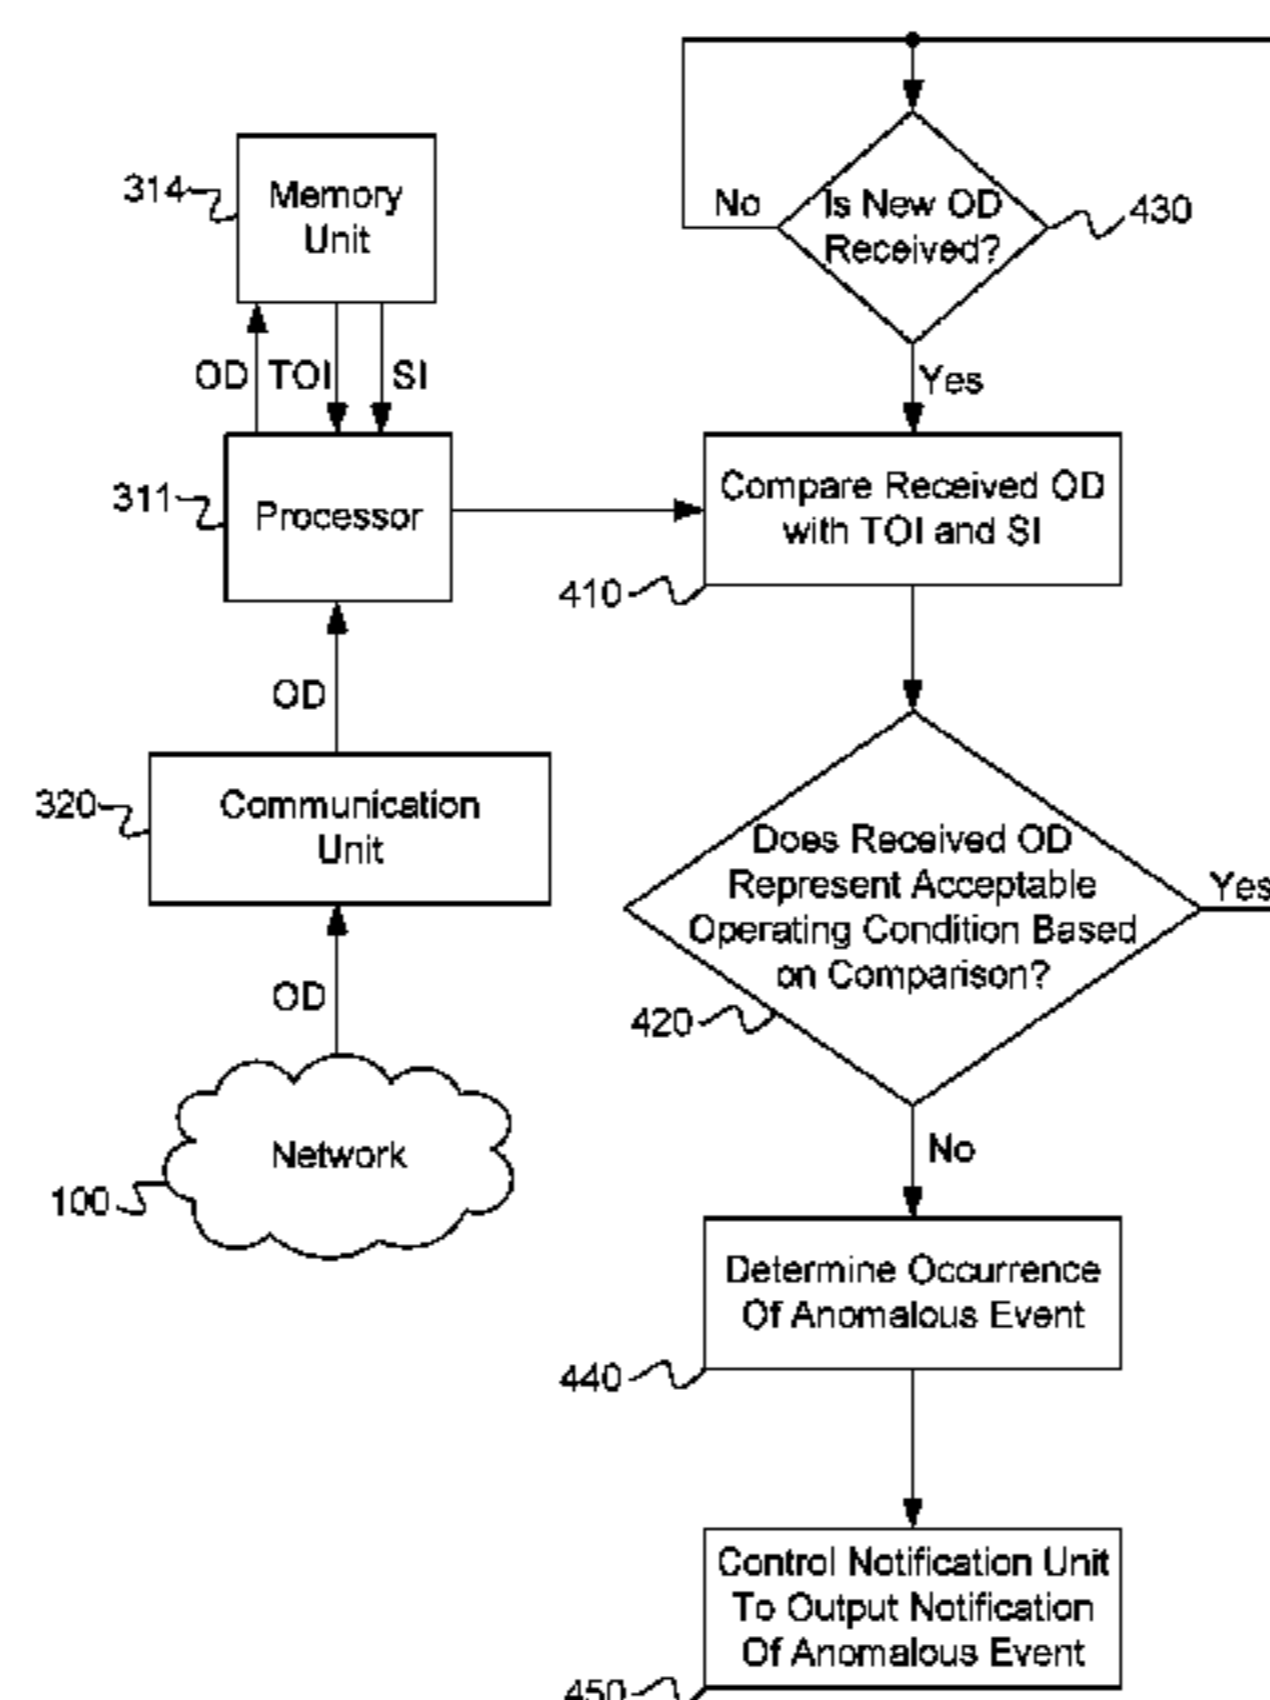 314
Memory
Unit
OD
TOI
SI
311
Processor
OD
320
Communication
Unit
OD
Network
100
No
Is New OD
Received?
430
Yes
Compare Received OD
with TOI and SI
410
Does Received OD
Represent Acceptable
Operating Condition Based
on Comparison?
Yes
420
No
Determine Occurrence
Of Anomalous Event
440
Control Notification Unit
To Output Notification
Of Anomalous Event
450